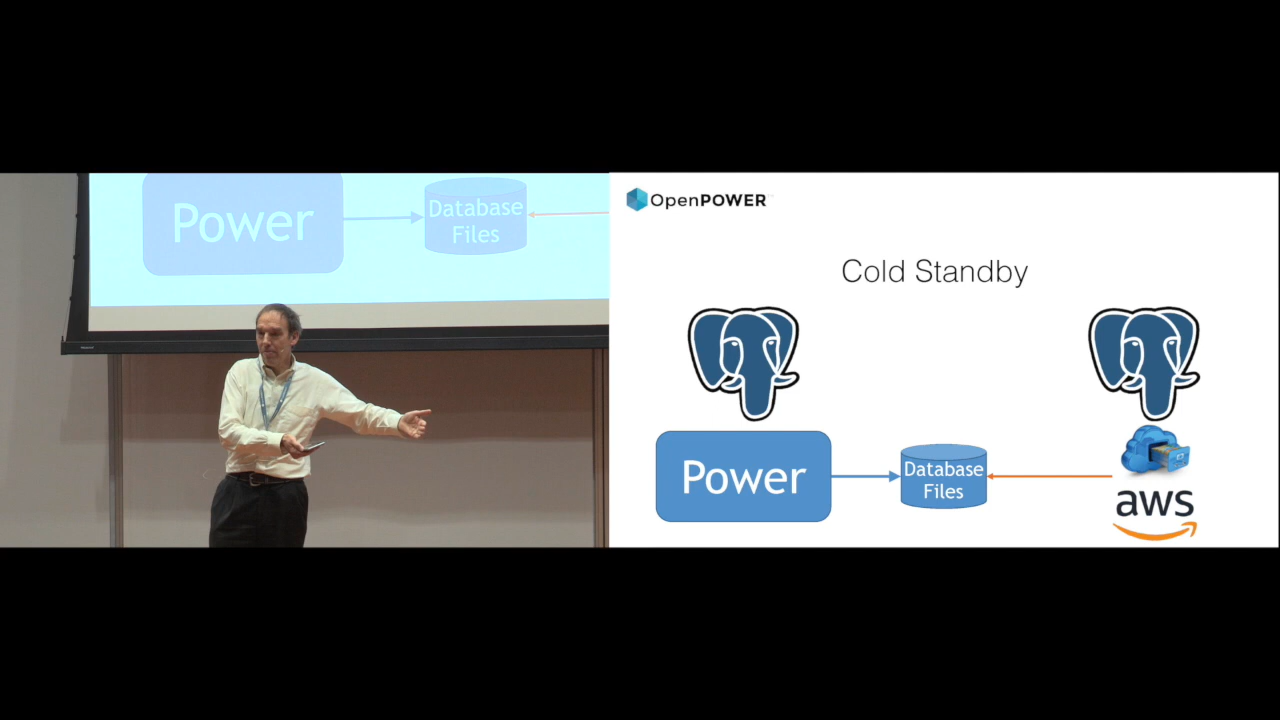 Power
Database
Files
OpenPOWER
Cold Standby
Power
Database
Files
aws